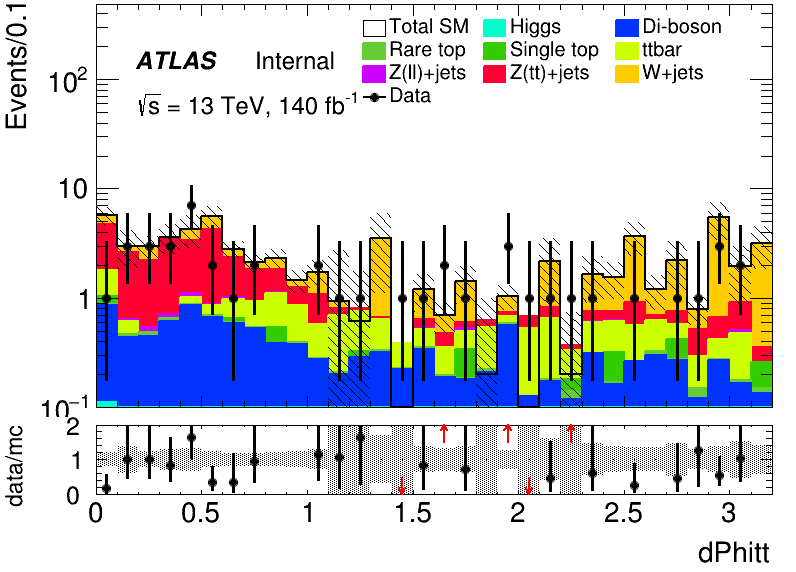 Events/0.1
ATLAS Internal
√s = 13 TeV, 140 fb⁻¹
Total SM Higgs Di-boson
Rare top Single top ttbar
Z(ll)+jets Z(tt)+jets W+jets
Data
10²
10
1
10⁻¹
data/mc
2
1
0
0 0.5 1 1.5 2 2.5 3
dPhitt